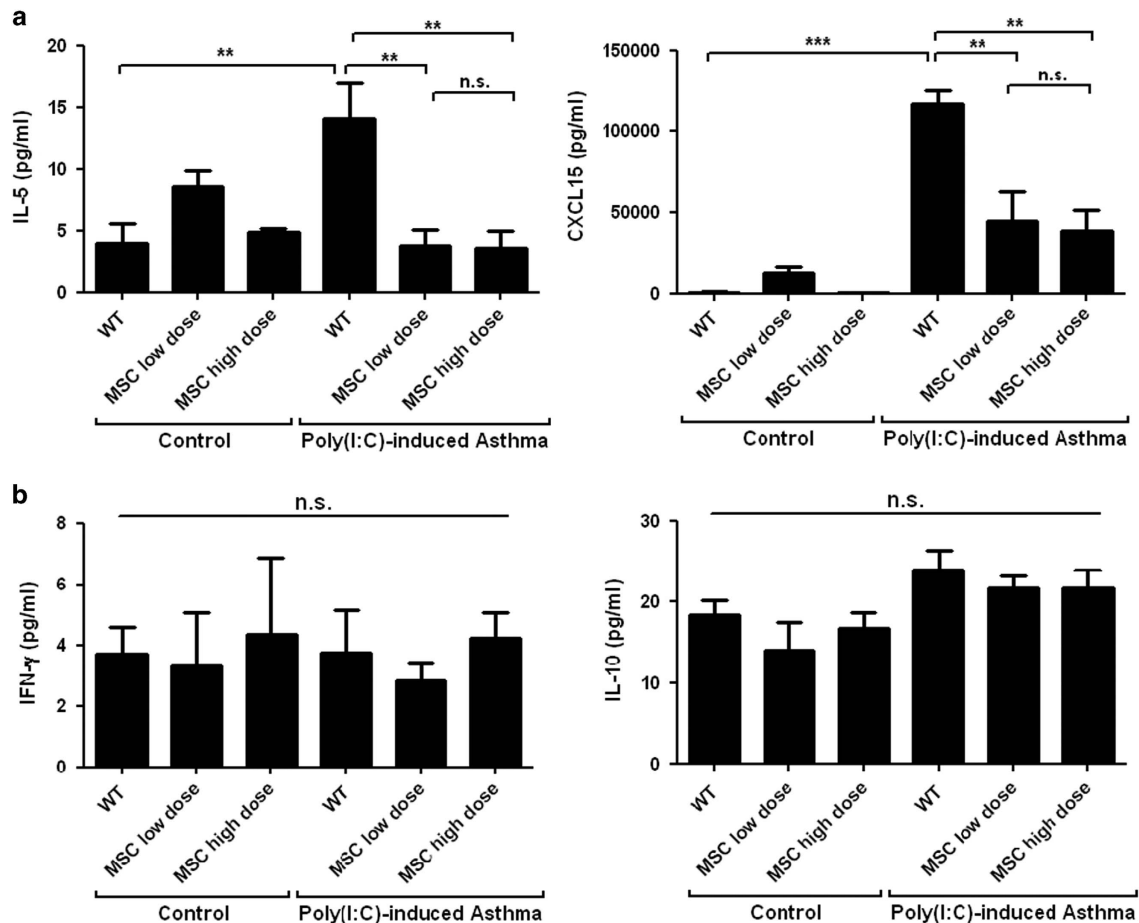 a
IL-5 (pg/ml)
20
15
10
5
0
**
**
**
n.s.
WT
MSC low dose
MSC high dose
WT
MSC low dose
MSC high dose
Control
Poly(I:C)-induced Asthma
CXCL15 (pg/ml)
150000
100000
50000
0
***
**
**
n.s.
WT
MSC low dose
MSC high dose
WT
MSC low dose
MSC high dose
Control
Poly(I:C)-induced Asthma
b
IFN-γ (pg/ml)
8
6
4
2
0
n.s.
WT
MSC low dose
MSC high dose
WT
MSC low dose
MSC high dose
Control
Poly(I:C)-induced Asthma
IL-10 (pg/ml)
30
20
10
0
n.s.
WT
MSC low dose
MSC high dose
WT
MSC low dose
MSC high dose
Control
Poly(I:C)-induced Asthma